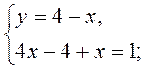 y = 4 − x,
4x − 4 + x = 1;